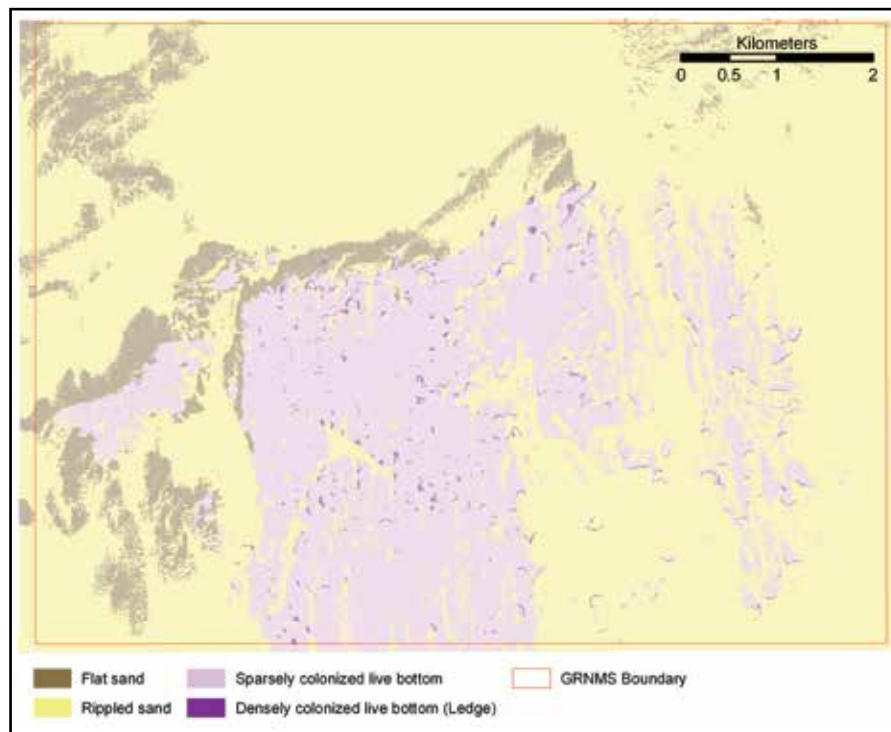 Kilometers
0 0.5 1 2
Flat sand
Sparsely colonized live bottom
GRNMS Boundary
Rippled sand
Densely colonized live bottom (Ledge)